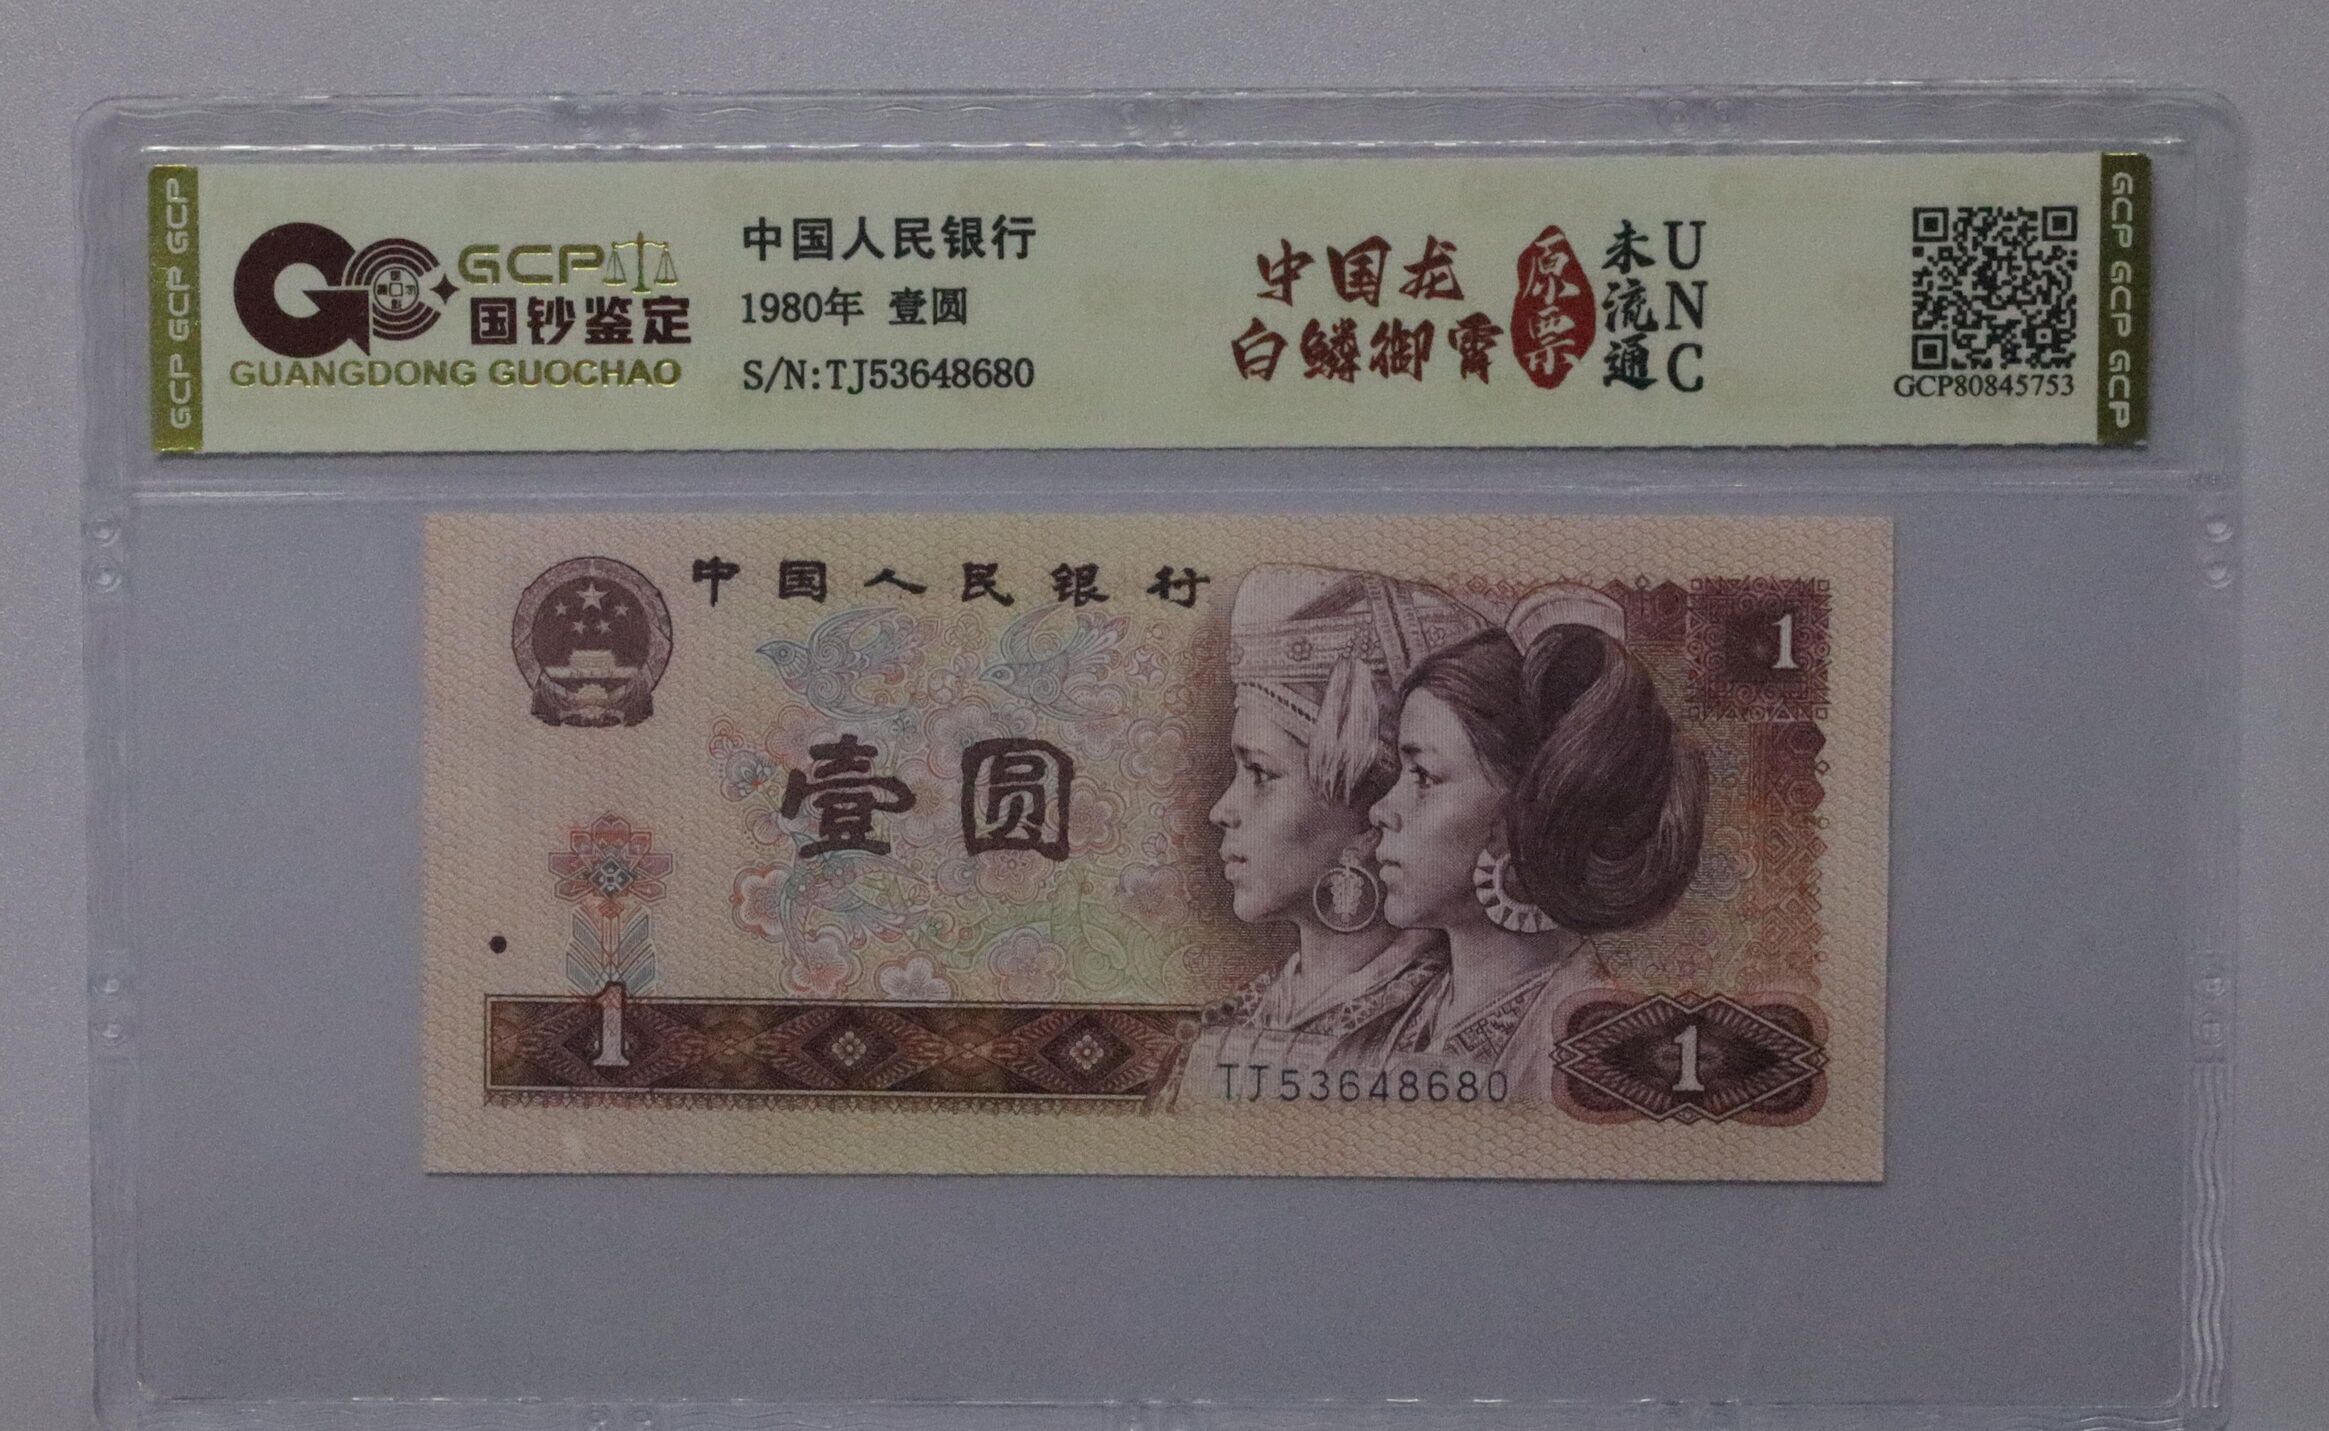 GCP GCP GCP
GCP
国钞鉴定
GUANGDONG GUOCHAO
中国人民银行
1980年 壹圆
S/N:TJ53648680
中国龙
白鳞御霄
原票
未流通
UNC
GCP80845753
GCP GCP GCP
中国人民银行
1
壹圆
1
TJ53648680
1